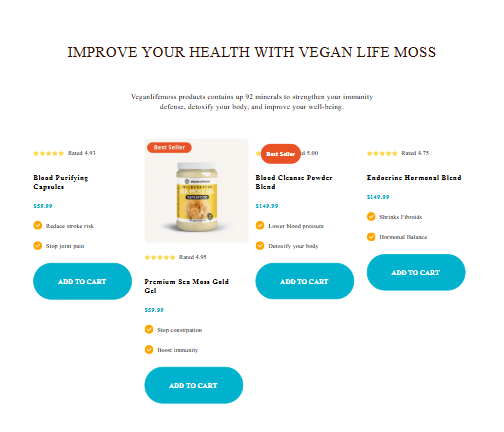 IMPROVE YOUR HEALTH WITH VEGAN LIFE MOSS
Veganlifemoss products contains up 92 minerals to strengthen your immunity
defense, detoxify your body, and improve your well-being.
Rated 4.93
Blood Purifying
Capsules
$59.99
Reduce stroke risk
Stop joint pain
ADD TO CART
Best Seller
Rated 4.95
Premium Sea Moss Gold
Gel
$59.99
Stop constipation
Boost immunity
ADD TO CART
Best Seller
5.00
Blood Cleanse Powder
Blend
$149.99
Lower blood pressure
Detoxify your body
ADD TO CART
Rated 4.75
Endocrine Hormonal Blend
$149.99
Shrinks Fibroids
Hormonal Balance
ADD TO CART